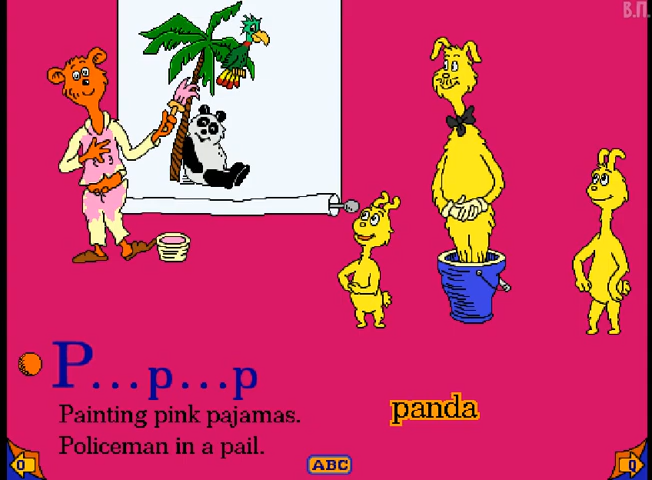 В.П.
P...p...p
Painting pink pajamas.
panda
Policeman in a pail.
O
ABC
Q